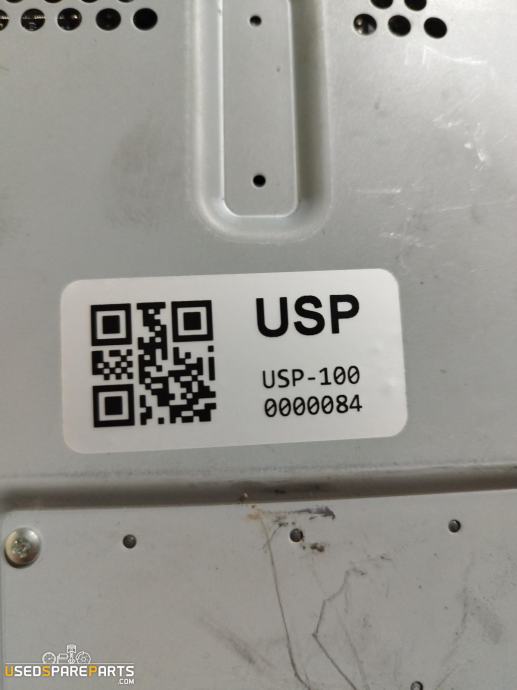 USP
USP-100
0000084
USEDSPAREPARTS
.COM